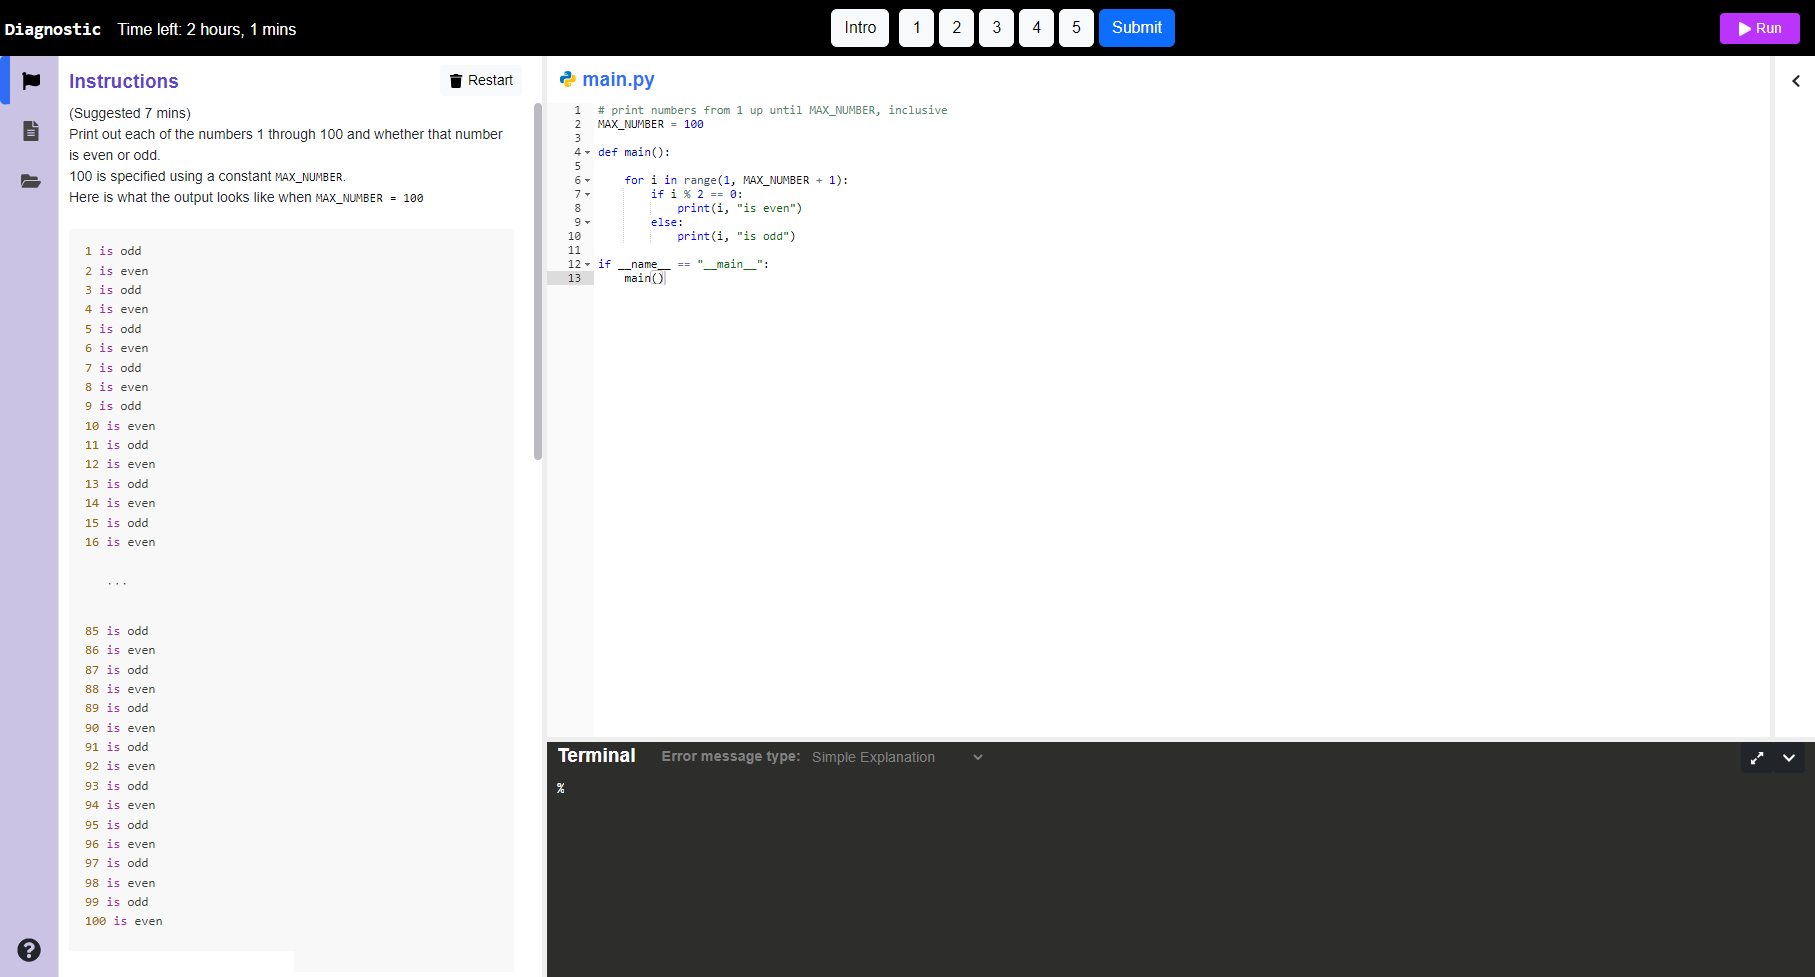 Diagnostic Time left: 2 hours, 1 mins Intro 1 2 3 4 5 Submit Run
Instructions Restart
(Suggested 7 mins)
Print out each of the numbers 1 through 100 and whether that number
is even or odd.
100 is specified using a constant MAX_NUMBER.
Here is what the output looks like when MAX_NUMBER = 100
1 is odd
2 is even
3 is odd
4 is even
5 is odd
6 is even
7 is odd
8 is even
9 is odd
10 is even
11 is odd
12 is even
13 is odd
14 is even
15 is odd
16 is even
...
85 is odd
86 is even
87 is odd
88 is even
89 is odd
90 is even
91 is odd
92 is even
93 is odd
94 is even
95 is odd
96 is even
97 is odd
98 is even
99 is odd
100 is even
main.py
1 # print numbers from 1 up until MAX_NUMBER, inclusive
2 MAX_NUMBER = 100
3
4 def main():
5
6     for i in range(1, MAX_NUMBER + 1):
7         if i % 2 == 0:
8             print(i, "is even")
9         else:
10             print(i, "is odd")
11
12 if __name__ == "__main__":
13     main()
Terminal Error message type: Simple Explanation
%
?